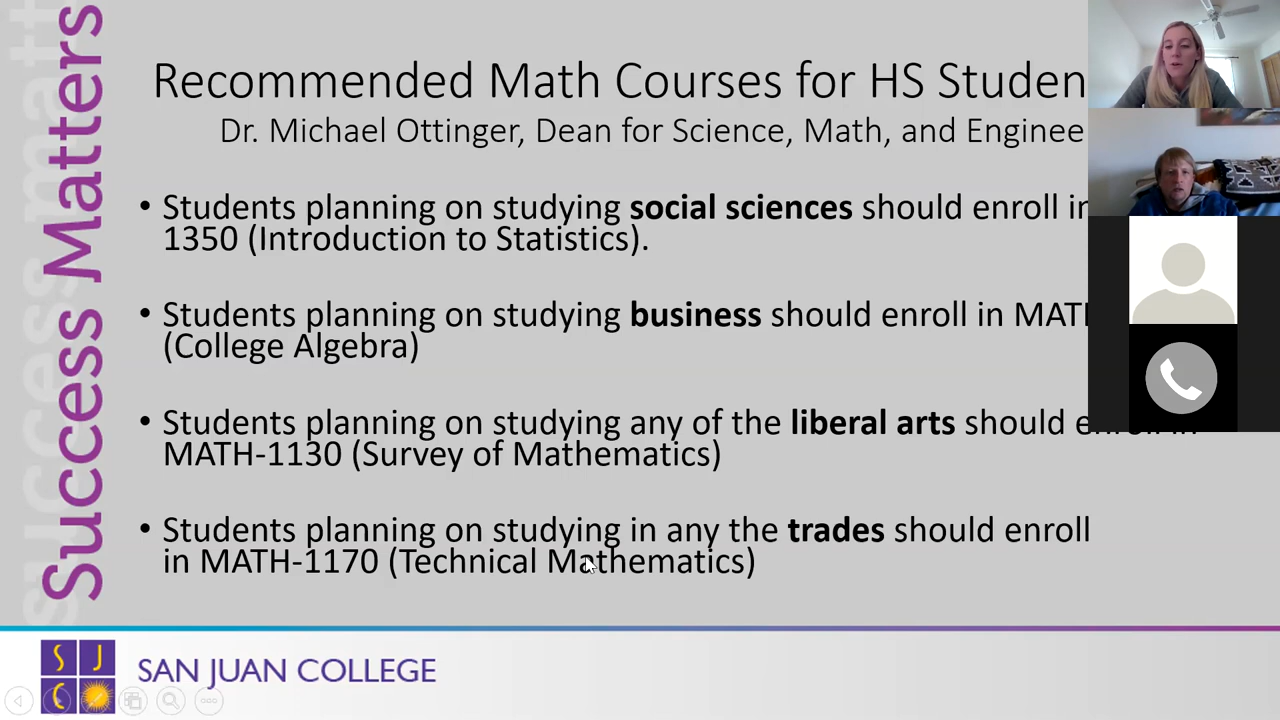 Success Matters
Recommended Math Courses for HS Studen
Dr. Michael Ottinger, Dean for Science, Math, and Enginee
• Students planning on studying social sciences should enroll in
1350 (Introduction to Statistics).
• Students planning on studying business should enroll in MATH
(College Algebra)
• Students planning on studying any of the liberal arts should enroll in
MATH-1130 (Survey of Mathematics)
• Students planning on studying in any the trades should enroll
in MATH-1170 (Technical Mathematics)
SJC
SAN JUAN COLLEGE